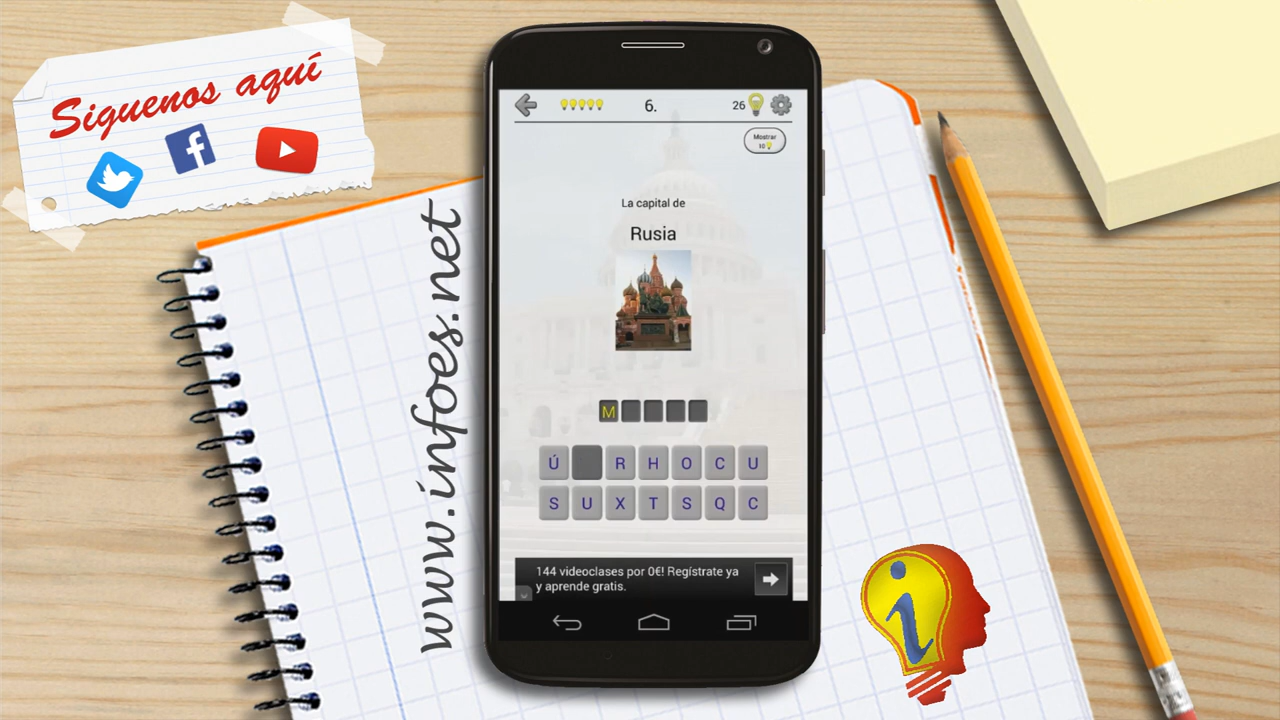 Siguenos aquí
www.infoes.net
6.
26
Mostrar
10
La capital de
Rusia
M
Ú R H O C U
S U X T S Q C
144 videoclases por 0€! Regístrate ya
y aprende gratis.